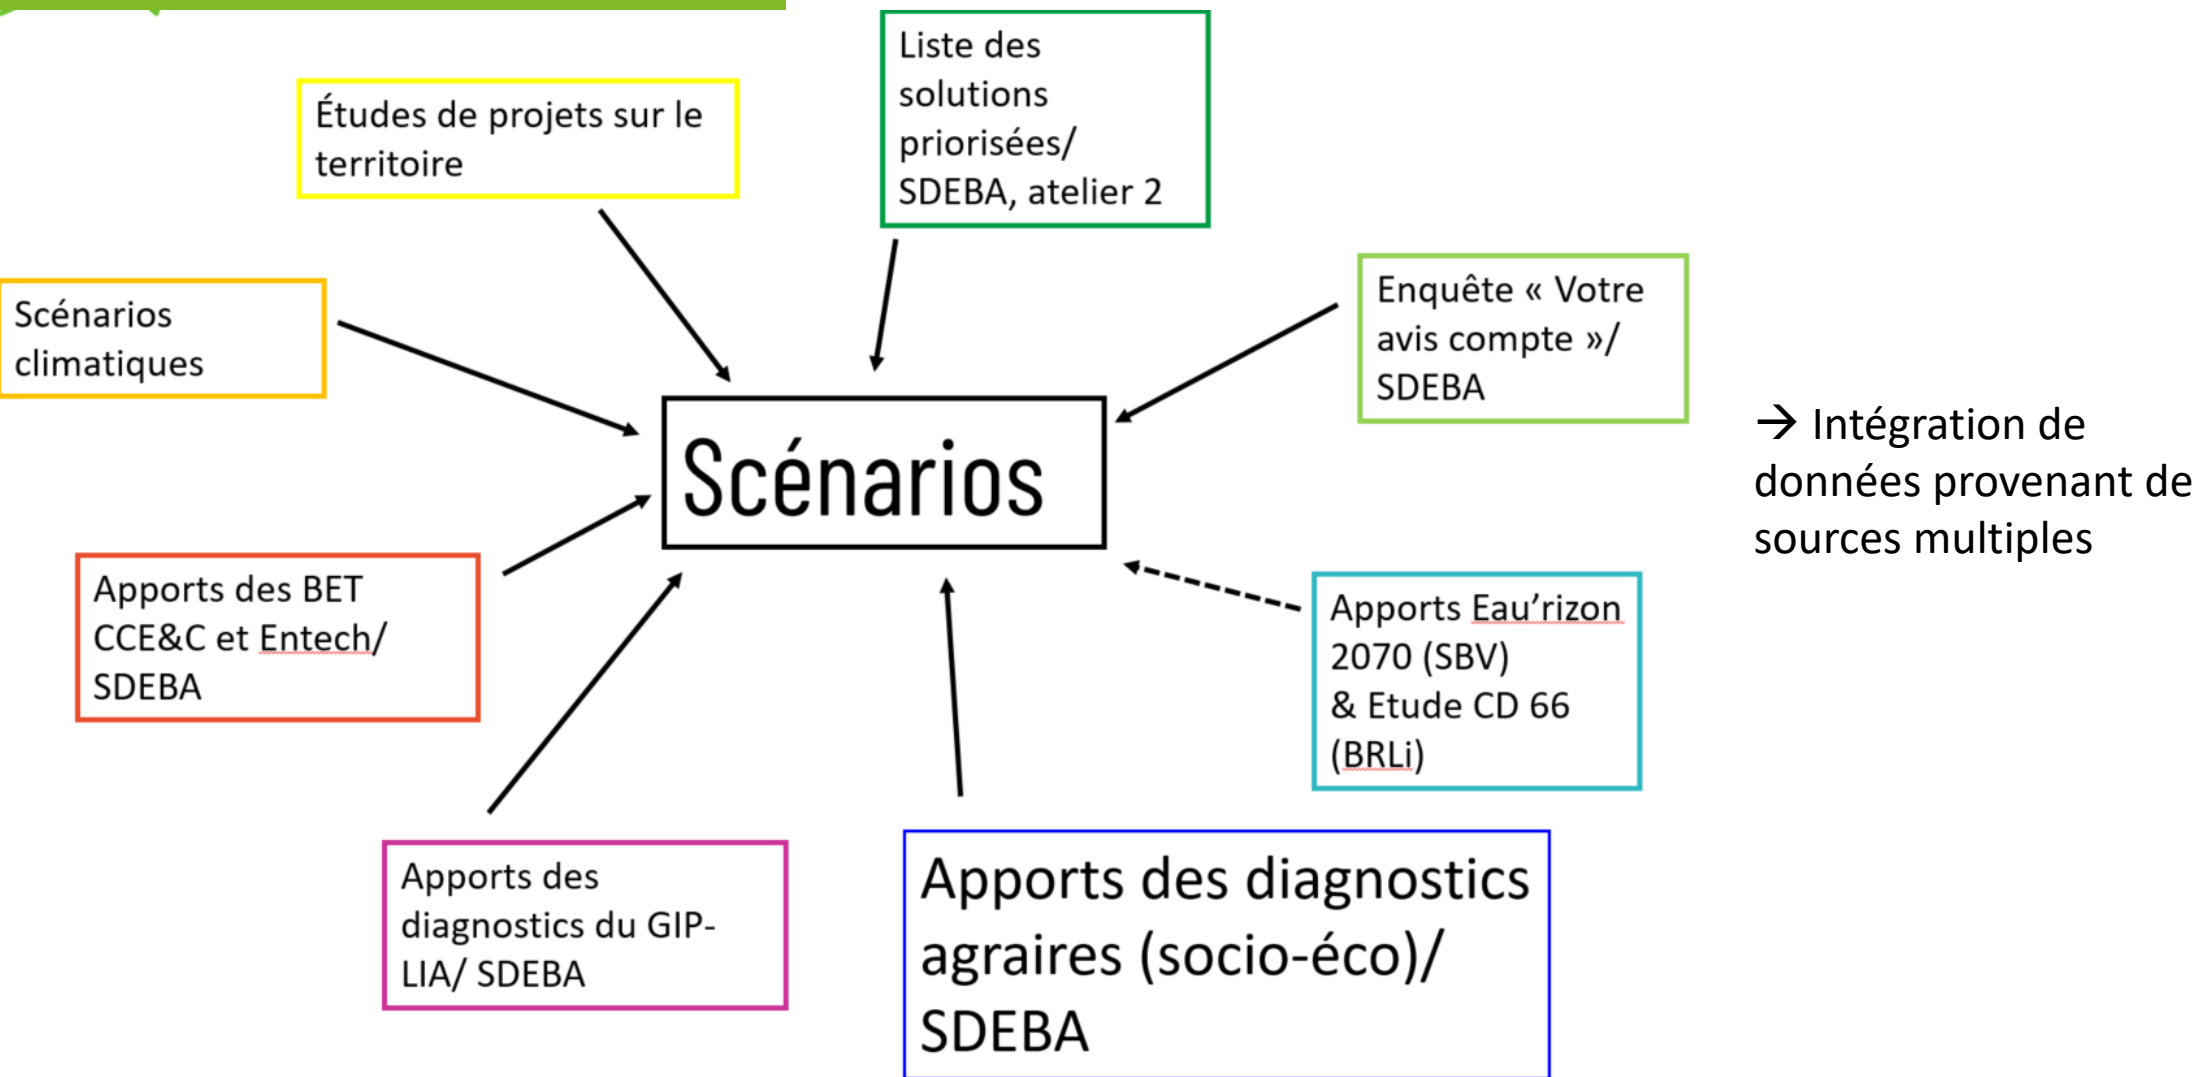 Liste des
solutions
priorisées/
SDEBA, atelier 2
Études de projets sur le
territoire
Enquête « Votre
avis compte »/
SDEBA
Scénarios
climatiques
Scénarios
→ Intégration de
données provenant de
sources multiples
Apports des BET
CCE&C et Entech/
SDEBA
Apports Eau’rizon
2070 (SBV)
& Etude CD 66
(BRLi)
Apports des
diagnostics du GIP-
LIA/ SDEBA
Apports des diagnostics
agraires (socio-éco)/
SDEBA